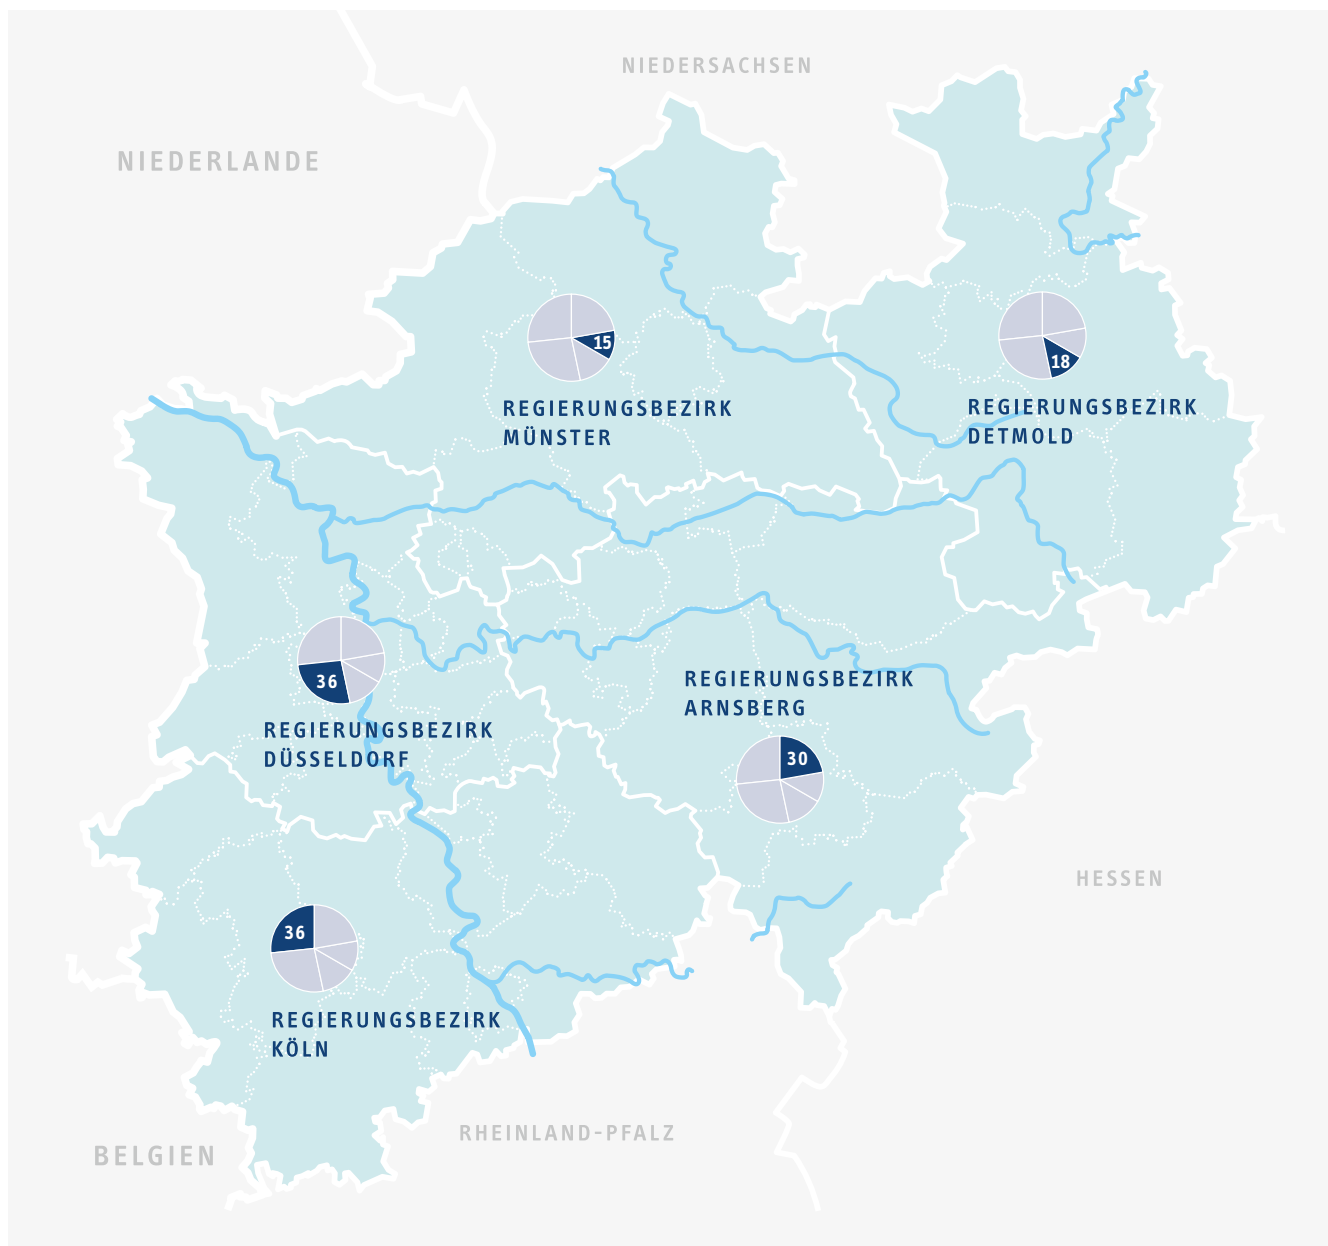 NIEDERSACHSEN
NIEDERLANDE
15
18
REGIERUNGSBEZIRK
MÜNSTER
REGIERUNGSBEZIRK
DETMOLD
36
REGIERUNGSBEZIRK
DÜSSELDORF
REGIERUNGSBEZIRK
ARNSBERG
30
HESSEN
36
REGIERUNGSBEZIRK
KÖLN
RHEINLAND-PFALZ
BELGIEN